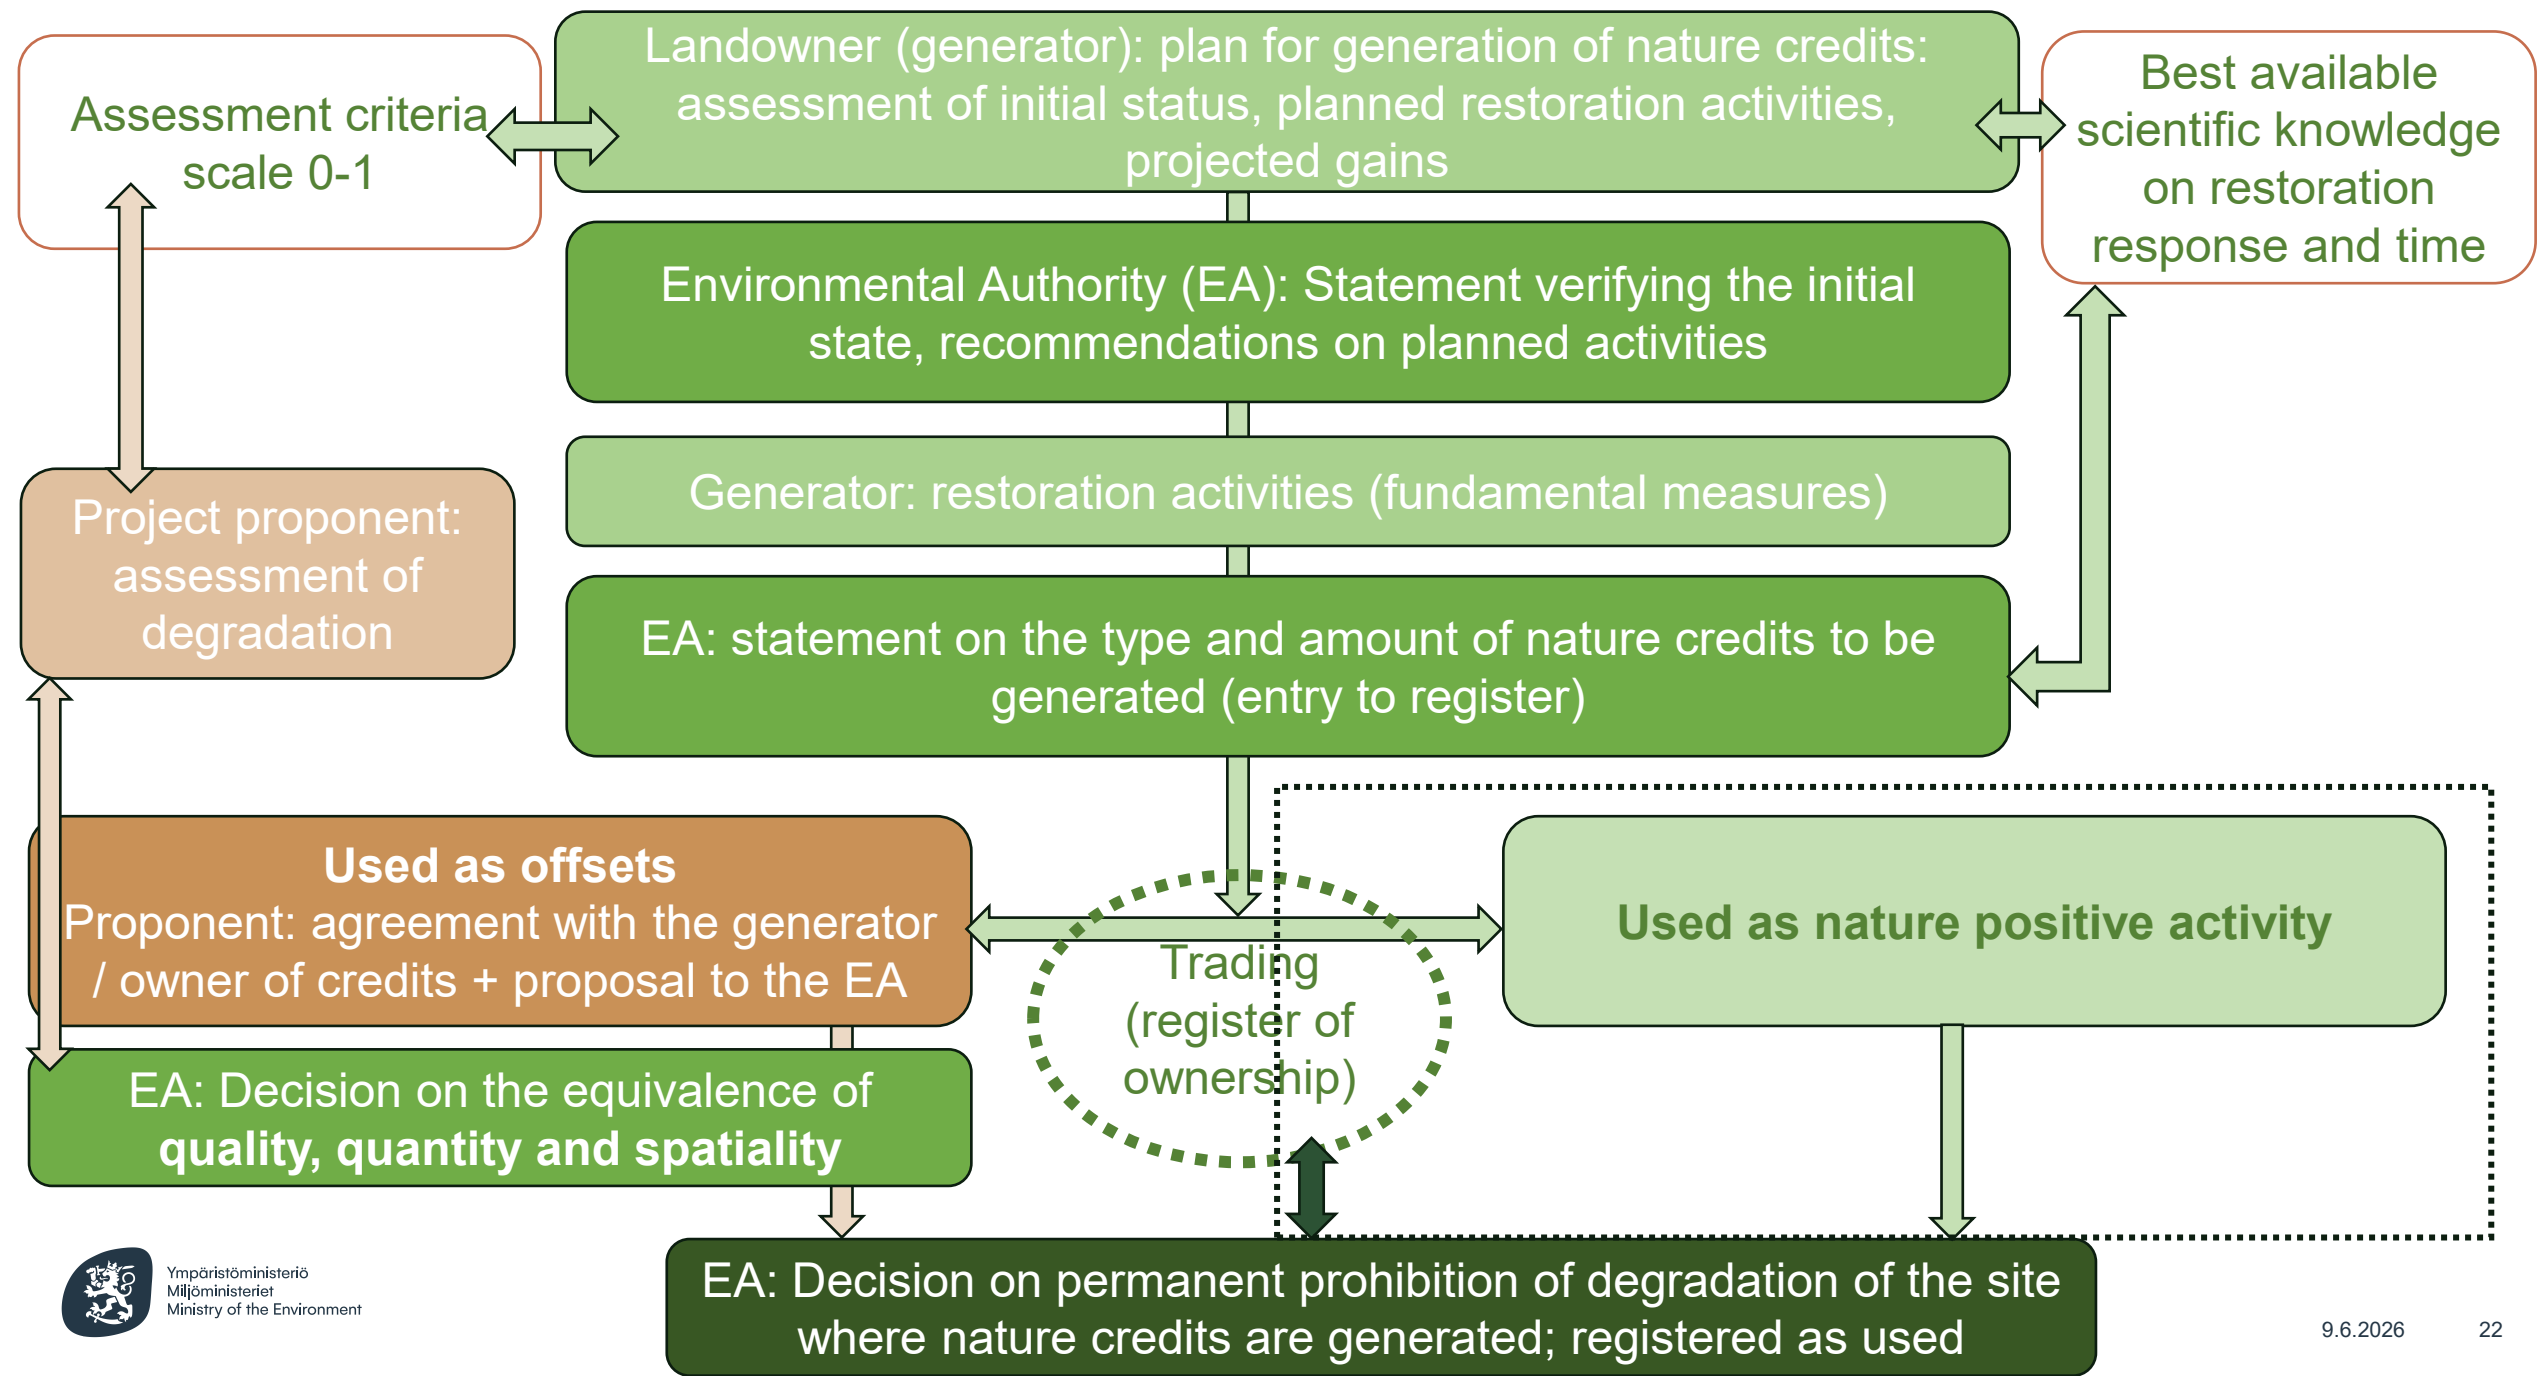 Landowner (generator): plan for generation of nature credits:
assessment of initial status, planned restoration activities,
projected gains
Assessment criteria
scale 0-1
Best available
scientific knowledge
on restoration
response and time
Environmental Authority (EA): Statement verifying the initial
state, recommendations on planned activities
Generator: restoration activities (fundamental measures)
Project proponent:
assessment of
degradation
EA: statement on the type and amount of nature credits to be
generated (entry to register)
Used as offsets
Proponent: agreement with the generator
/ owner of credits + proposal to the EA
Trading
(register of
ownership)
Used as nature positive activity
EA: Decision on the equivalence of
quality, quantity and spatiality
EA: Decision on permanent prohibition of degradation of the site
where nature credits are generated; registered as used
Ympäristöministeriö
Miljöministeriet
Ministry of the Environment
9.6.2026
22